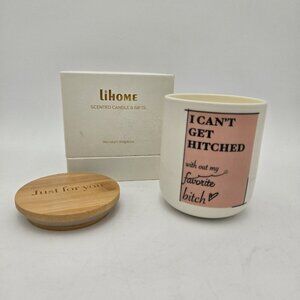 LiHOME
SCENTED CANDLE & GIFTS
Just for you
I CAN'T
GET
HITCHED
with out my
favorite
bitch